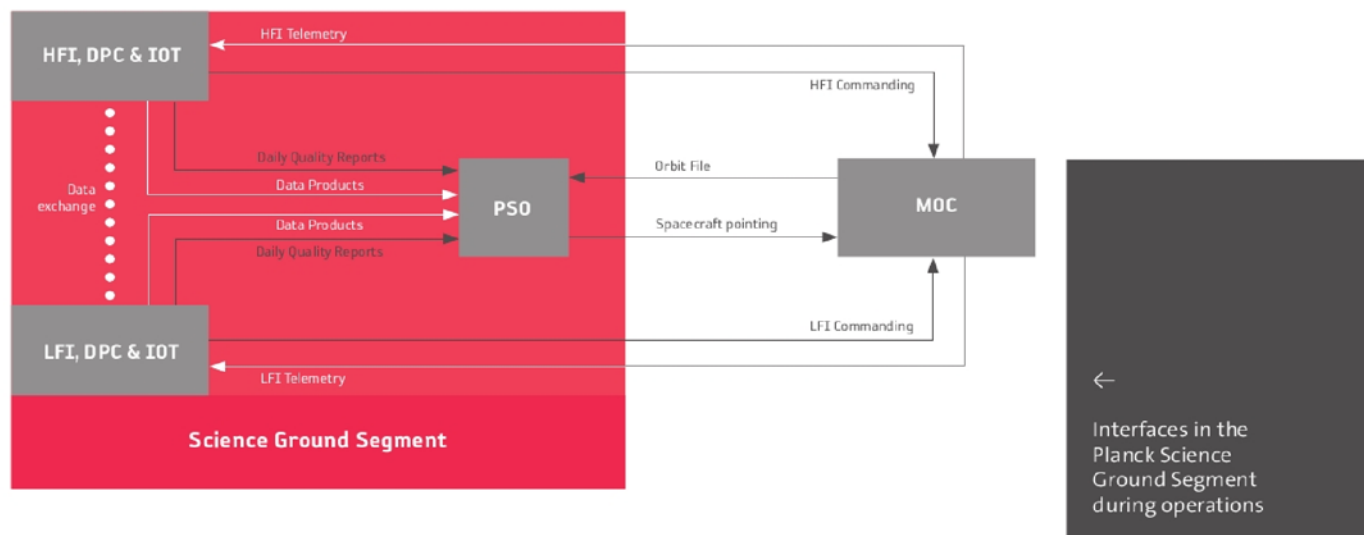 HFI, DPC & IOT
HFI Telemetry
HFI Commanding
Daily Quality Reports
Data Products
Data
exchange
PSO
Orbit File
MOC
Data Products
Spacecraft pointing
Daily Quality Reports
LFI Commanding
LFI, DPC & IOT
LFI Telemetry
Science Ground Segment
Interfaces in the
Planck Science
Ground Segment
during operations